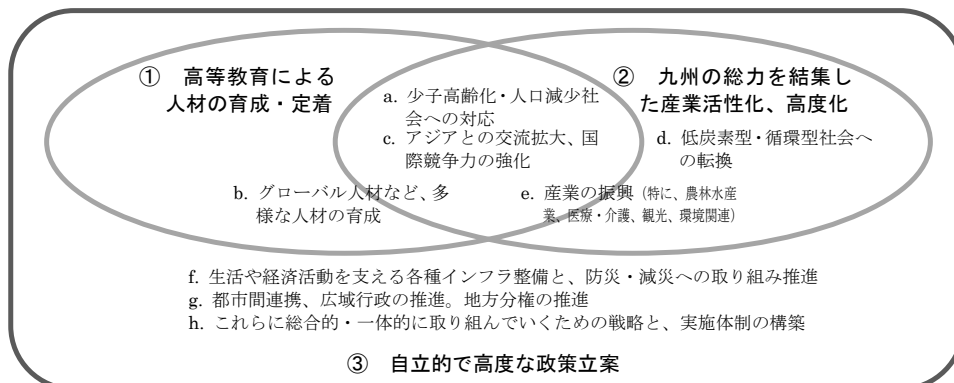 ① 高等教育による
人材の育成・定着
② 九州の総力を結集し
た産業活性化、高度化
a. 少子高齢化・人口減少社
会への対応
c. アジアとの交流拡大、国
際競争力の強化
d. 低炭素型・循環型社会へ
の転換
b. グローバル人材など、多
様な人材の育成
e. 産業の振興（特に、農林水産
業、医療・介護、観光、環境関連）
f. 生活や経済活動を支える各種インフラ整備と、防災・減災への取り組み推進
g. 都市間連携、広域行政の推進。地方分権の推進
h. これらに総合的・一体的に取り組んでいくための戦略と、実施体制の構築
③ 自立的で高度な政策立案